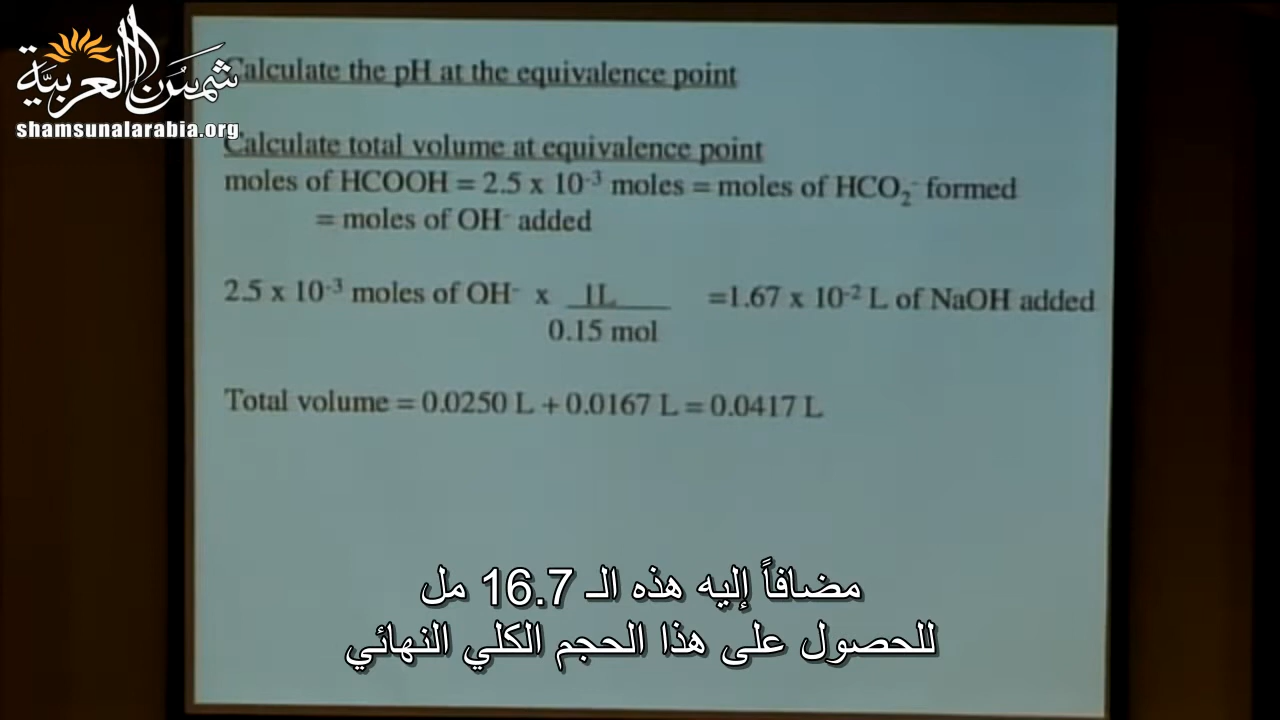 شمس العربية
shamsunalarabia.org
Calculate the pH at the equivalence point
Calculate total volume at equivalence point
moles of HCOOH = 2.5 x 10⁻³ moles = moles of HCO₂⁻ formed
= moles of OH⁻ added
2.5 x 10⁻³ moles of OH⁻ x 1L =1.67 x 10⁻² L of NaOH added
0.15 mol
Total volume = 0.0250 L + 0.0167 L = 0.0417 L
مضافاً إليه هذه الـ 16.7 مل
للحصول على هذا الحجم الكلي النهائي